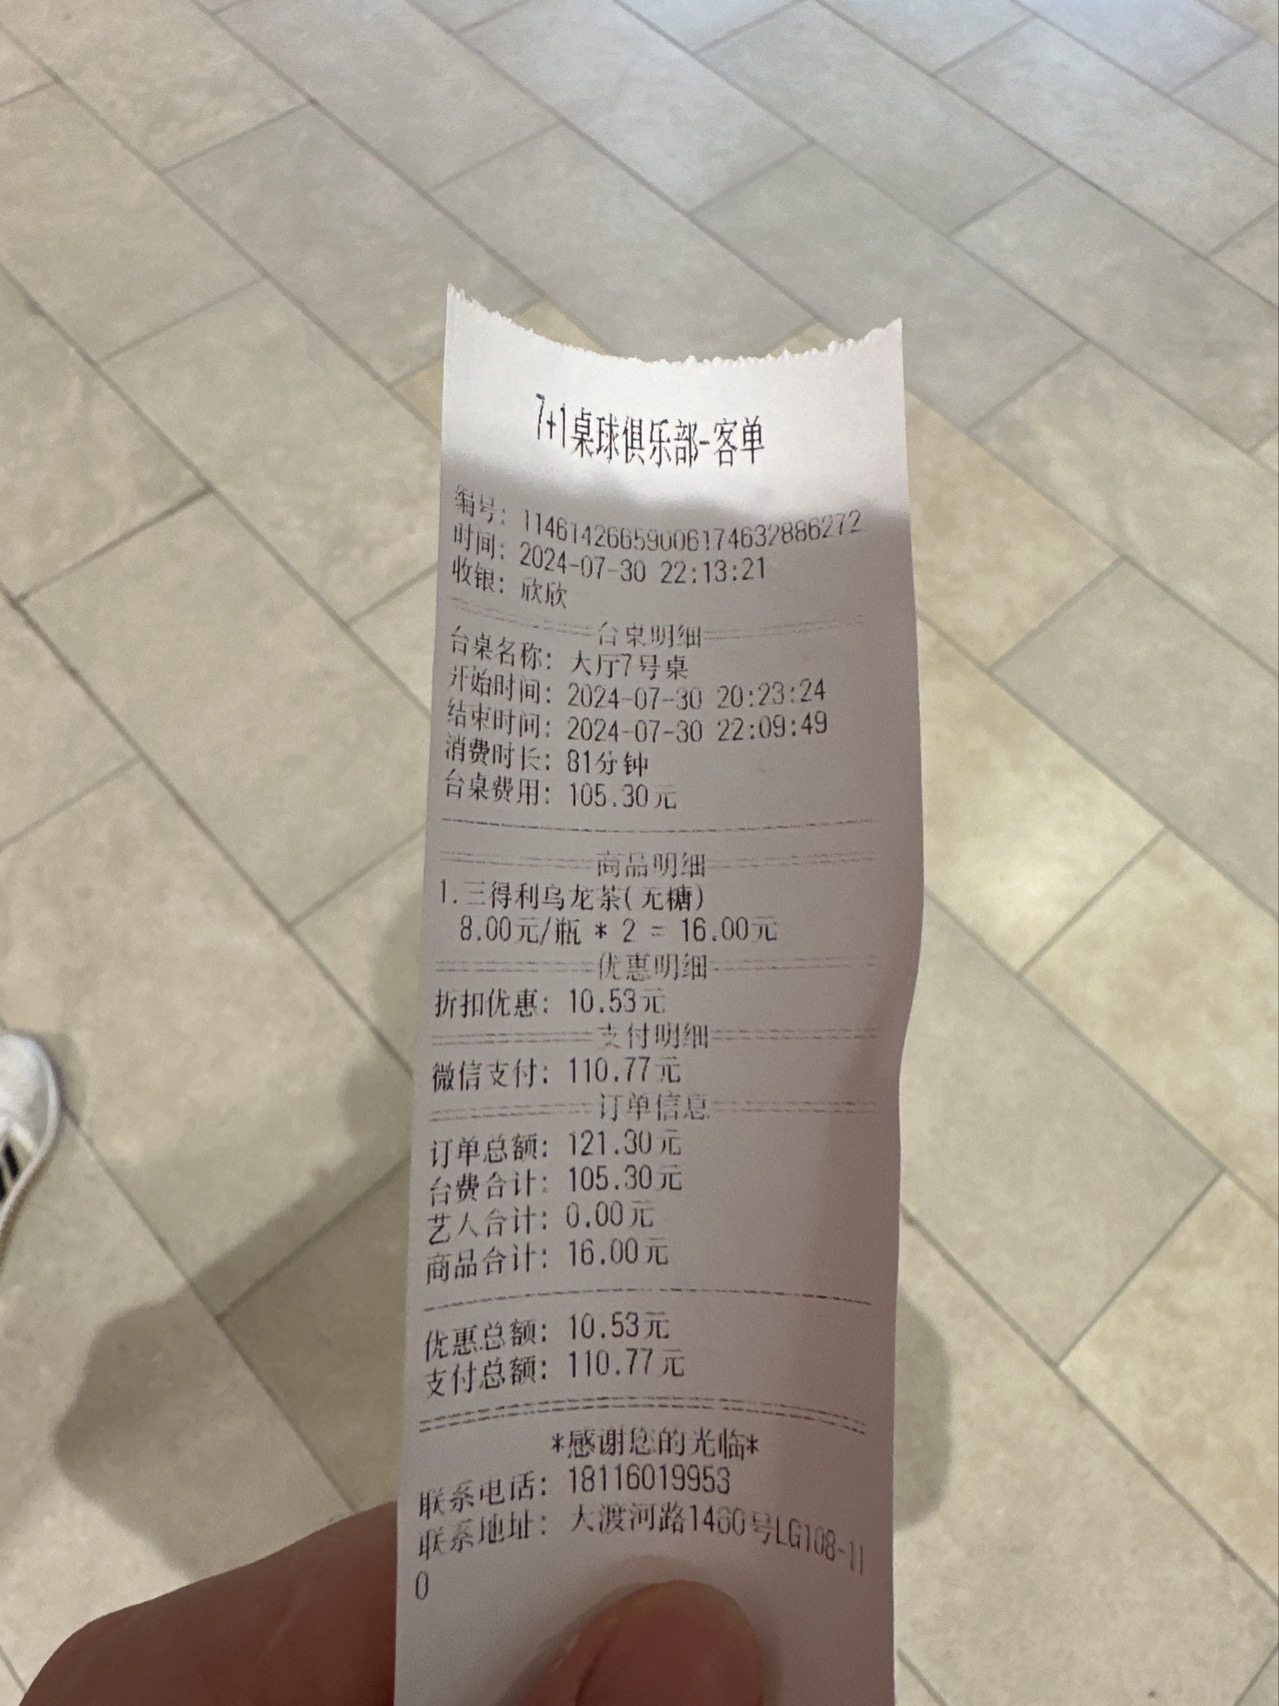 7+1桌球俱乐部-客单
编号: 1146142665900617463​2886272
时间: 2024-07-30 22:13:21
收银: 欣欣
台桌明细
台桌名称: 大厅7号桌
开始时间: 2024-07-30 20:23:24
结束时间: 2024-07-30 22:09:49
消费时长: 81分钟
台桌费用: 105.30元
商品明细
1.三得利乌龙茶(无糖)
8.00元/瓶 * 2 = 16.00元
优惠明细
折扣优惠: 10.53元
支付明细
微信支付: 110.77元
订单信息
订单总额: 121.30元
台费合计: 105.30元
艺人合计: 0.00元
商品合计: 16.00元
优惠总额: 10.53元
支付总额: 110.77元
*感谢您的光临*
联系电话: 18116019953
联系地址: 大渡河路1460号LG108-11
0